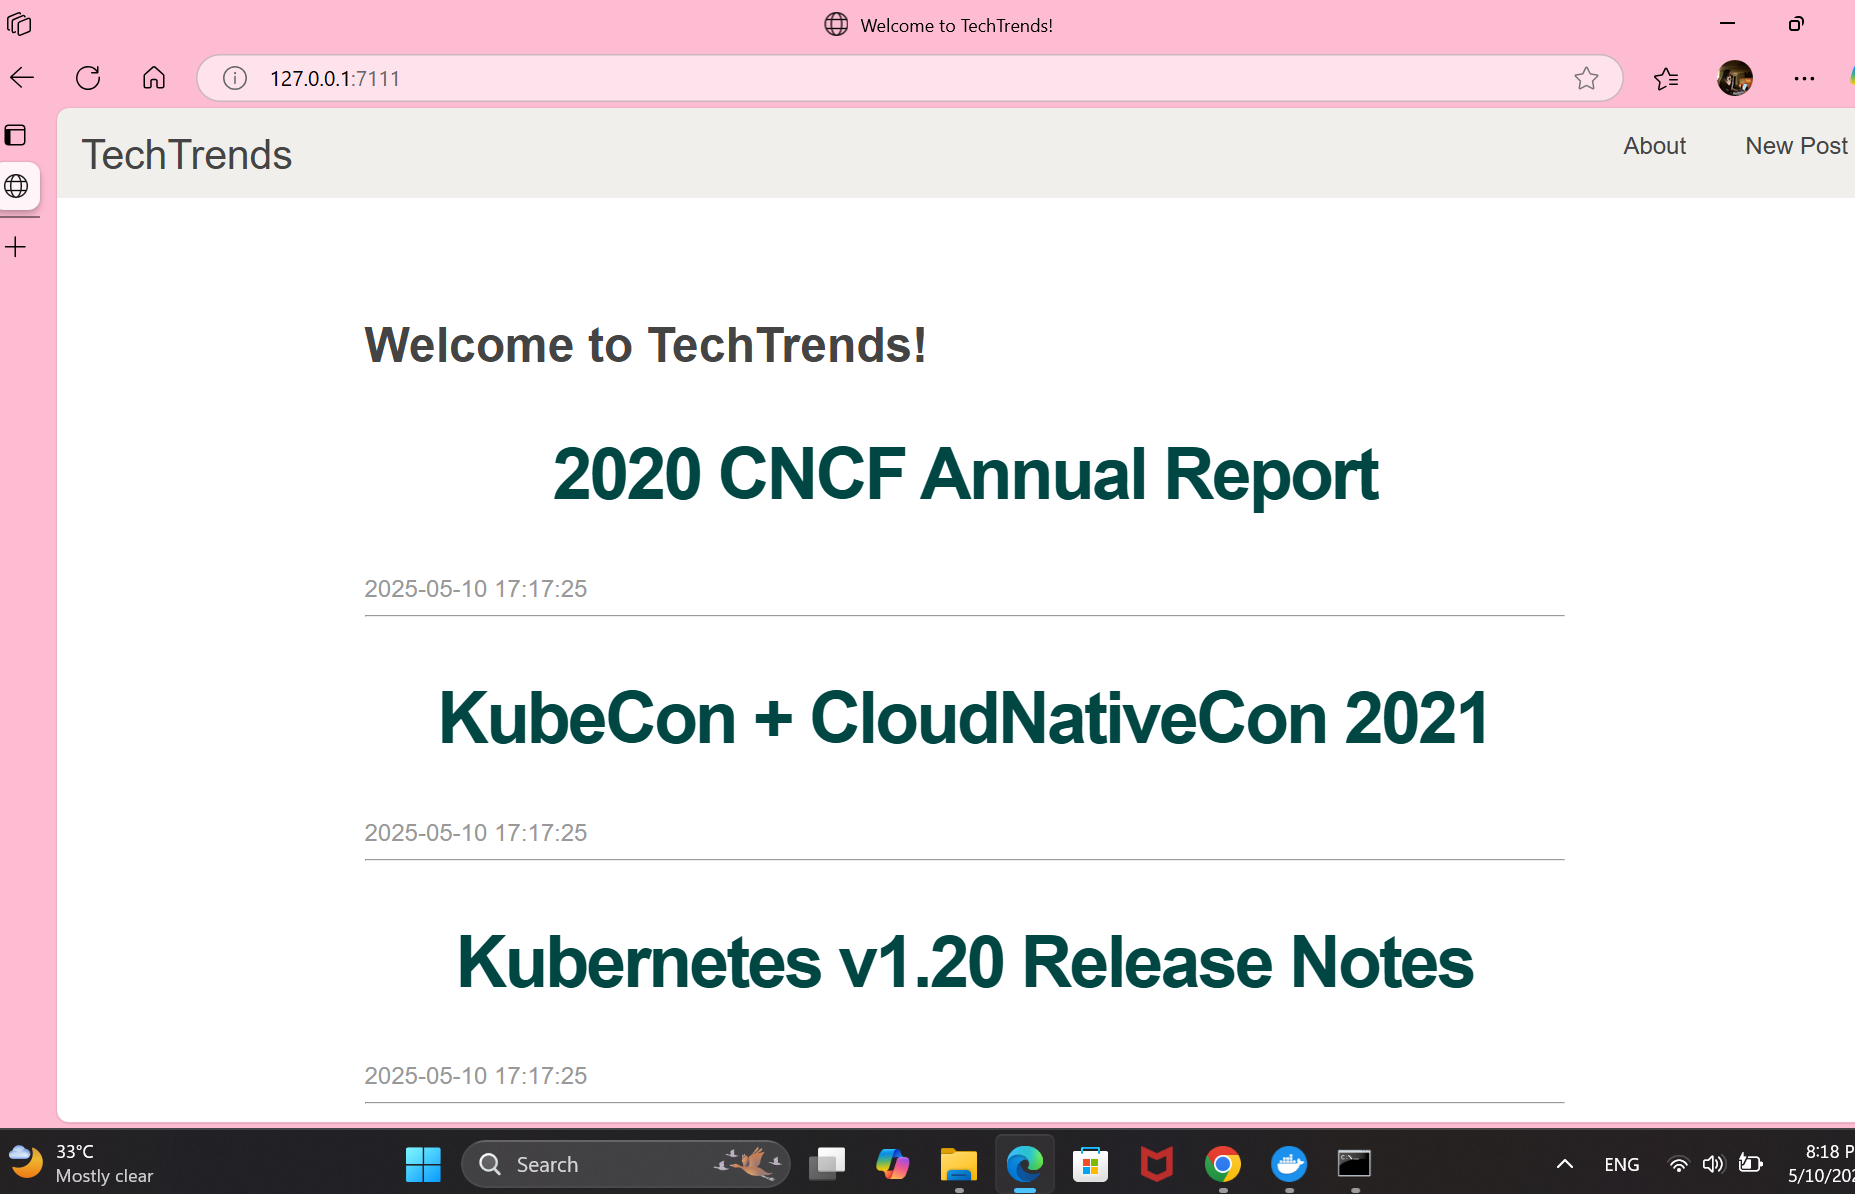 Welcome to TechTrends!
127.0.0.1:7111
TechTrends
About
New Post
Welcome to TechTrends!
2020 CNCF Annual Report
2025-05-10 17:17:25
KubeCon + CloudNativeCon 2021
2025-05-10 17:17:25
Kubernetes v1.20 Release Notes
2025-05-10 17:17:25
33°C
Mostly clear
Search
ENG
8:18 P
5/10/202